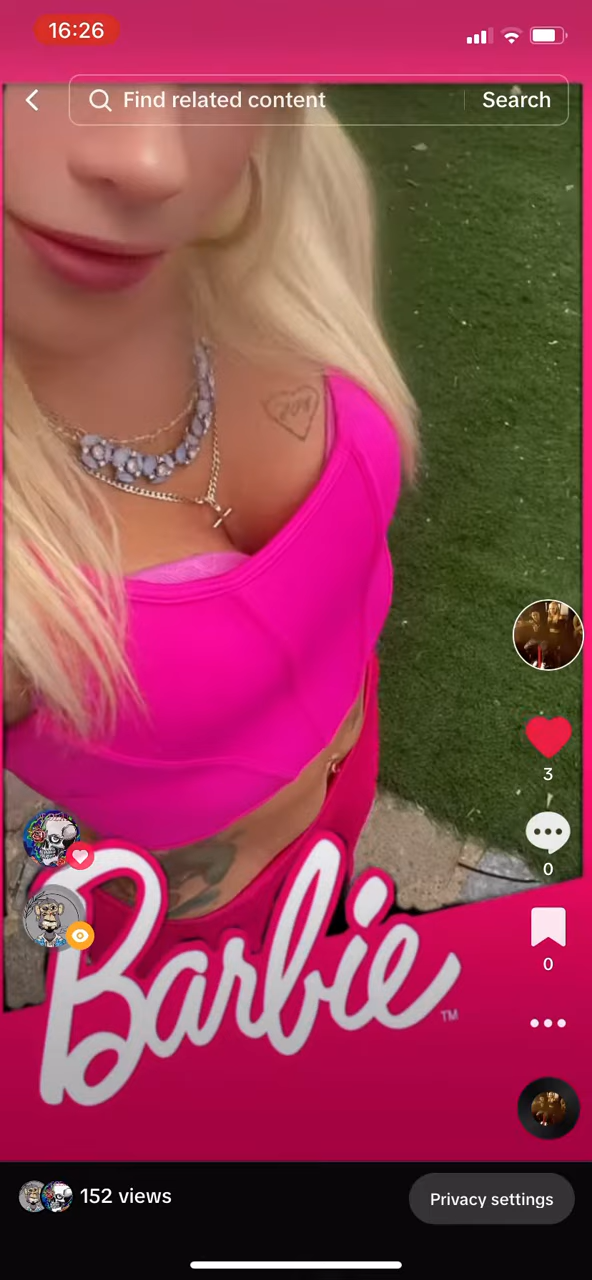 16:26
Find related content
Search
3
0
0
Barbie
TM
152 views
Privacy settings